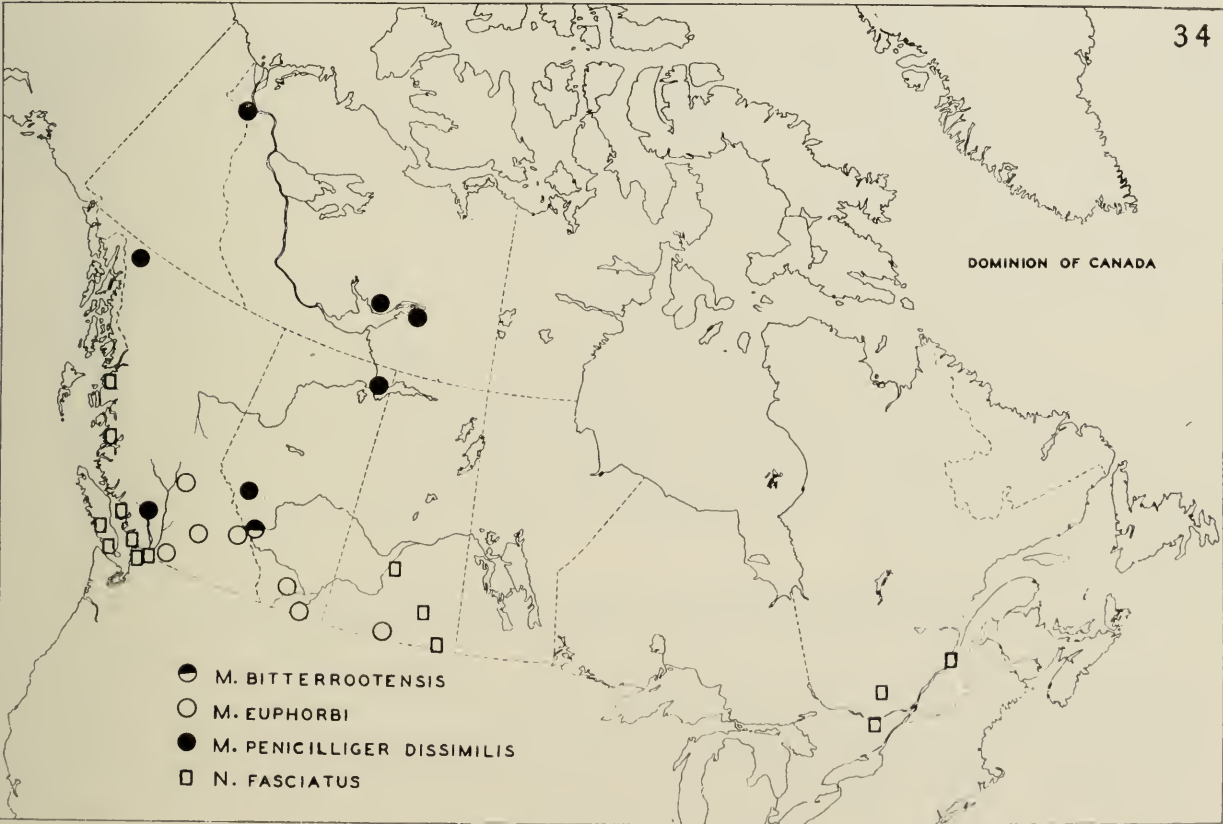 34
DOMINION OF CANADA
M. BITTERROOTENSIS
M. EUPHORBI
M. PENICILLIGER DISSIMILIS
N. FASCIATUS